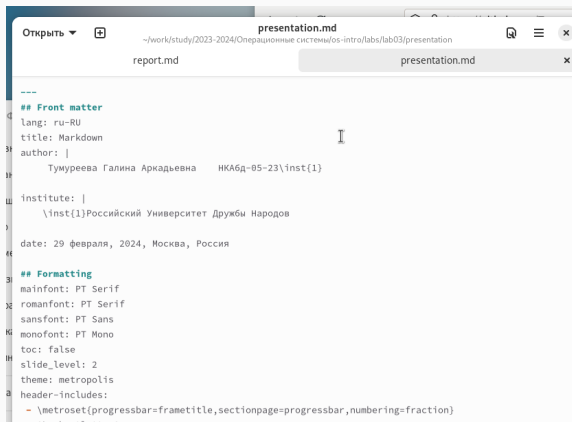 Открыть
presentation.md
~/work/study/2023-2024/Операционные системы/os-intro/labs/lab03/presentation
report.md
presentation.md
---
## Front matter
lang: ru-RU
title: Markdown
author: |
Тумуреева Галина Аркадьевна НКАбд-05-23\inst{1}
institute: |
\inst{1}Российский Университет Дружбы Народов
date: 29 февраля, 2024, Москва, Россия
## Formatting
mainfont: PT Serif
romanfont: PT Serif
sansfont: PT Sans
monofont: PT Mono
toc: false
slide_level: 2
theme: metropolis
header-includes:
- \metroset{progressbar=frametitle,sectionpage=progressbar,numbering=fraction}